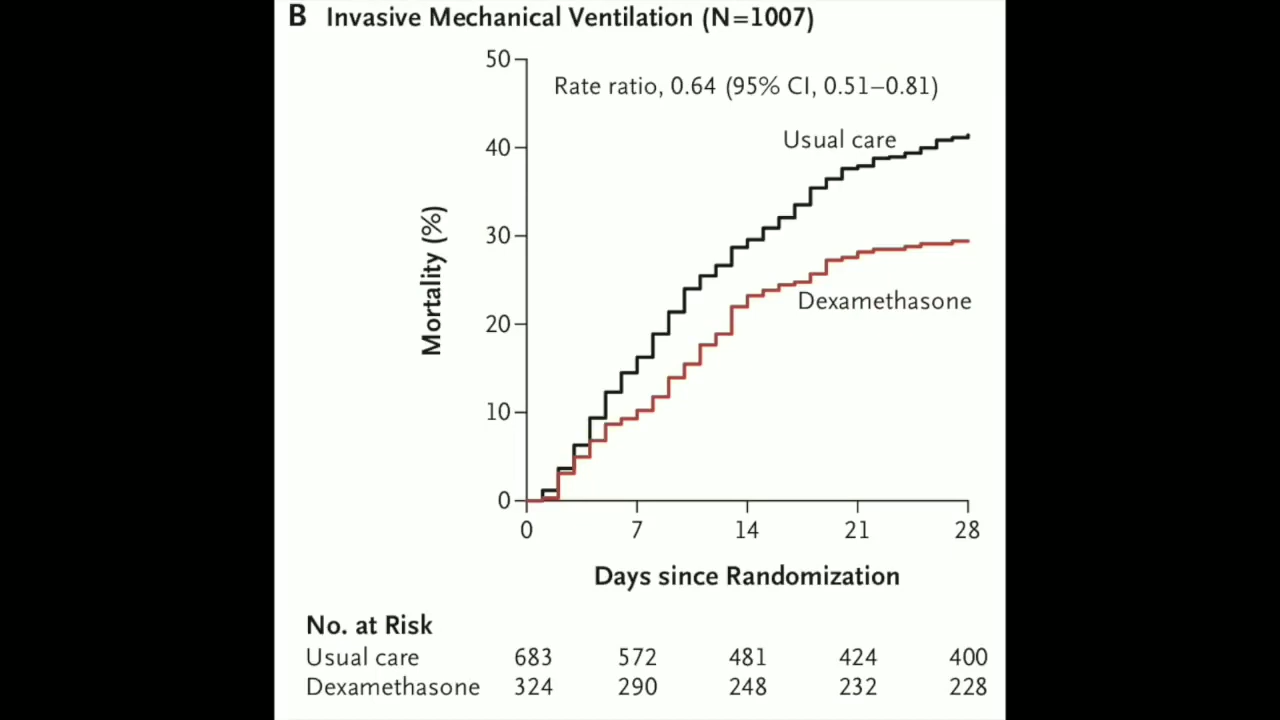 B Invasive Mechanical Ventilation (N=1007)
50
Rate ratio, 0.64 (95% CI, 0.51–0.81)
Usual care
40
30
Mortality (%)
Dexamethasone
20
10
0
0 7 14 21 28
Days since Randomization
No. at Risk
Usual care 683 572 481 424 400
Dexamethasone 324 290 248 232 228